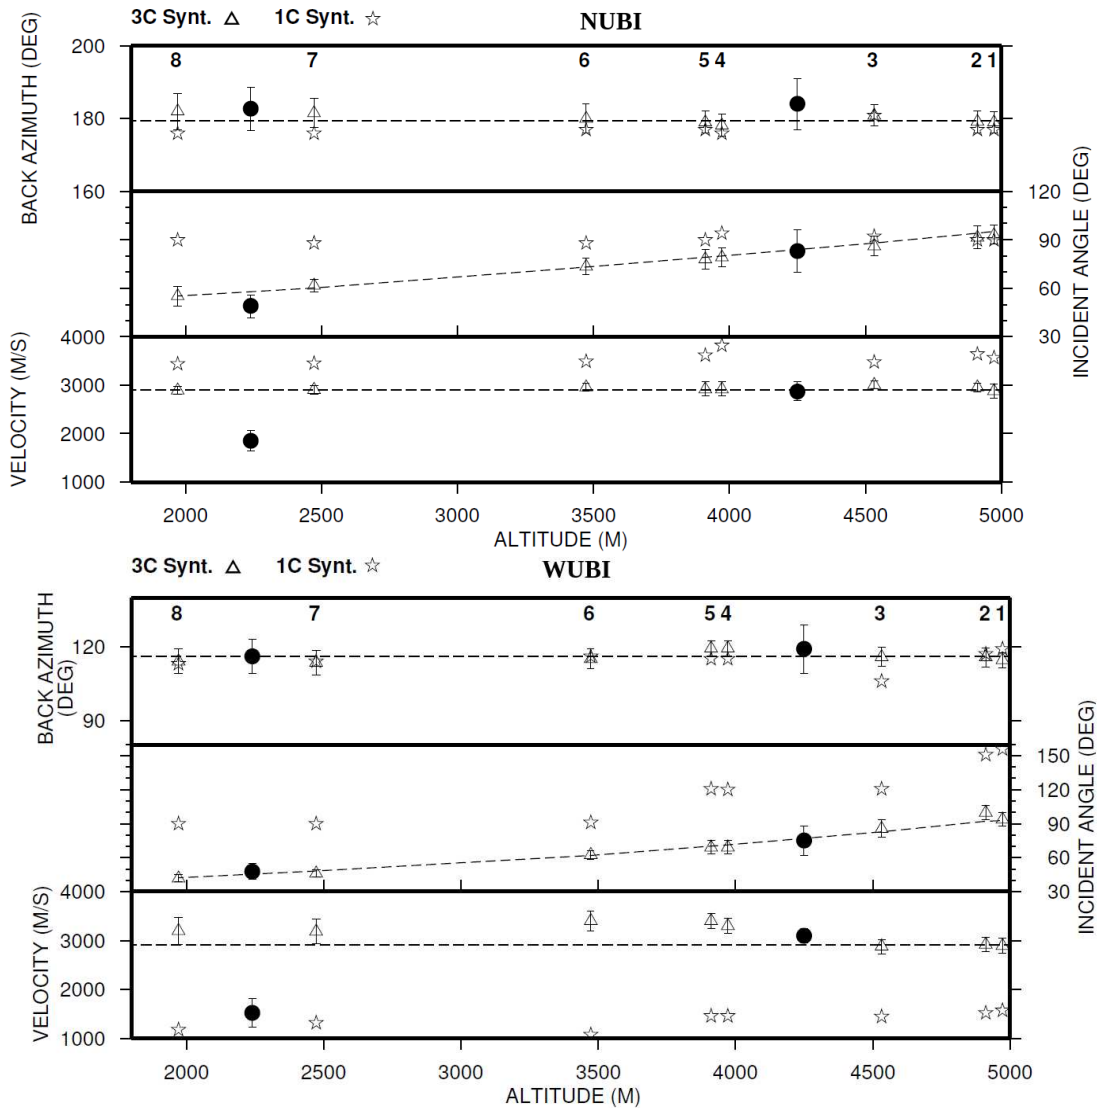 3C Synt. △ 1C Synt. ☆ NUBI
8 7 6 5 4 3 2 1
BACK AZIMUTH (DEG)
200
180
160
INCIDENT ANGLE (DEG)
120
90
60
30
VELOCITY (M/S)
4000
3000
2000
1000
2000 2500 3000 3500 4000 4500 5000
ALTITUDE (M)
3C Synt. △ 1C Synt. ☆ WUBI
8 7 6 5 4 3 2 1
BACK AZIMUTH
(DEG)
120
90
INCIDENT ANGLE (DEG)
150
120
90
60
30
VELOCITY (M/S)
4000
3000
2000
1000
2000 2500 3000 3500 4000 4500 5000
ALTITUDE (M)